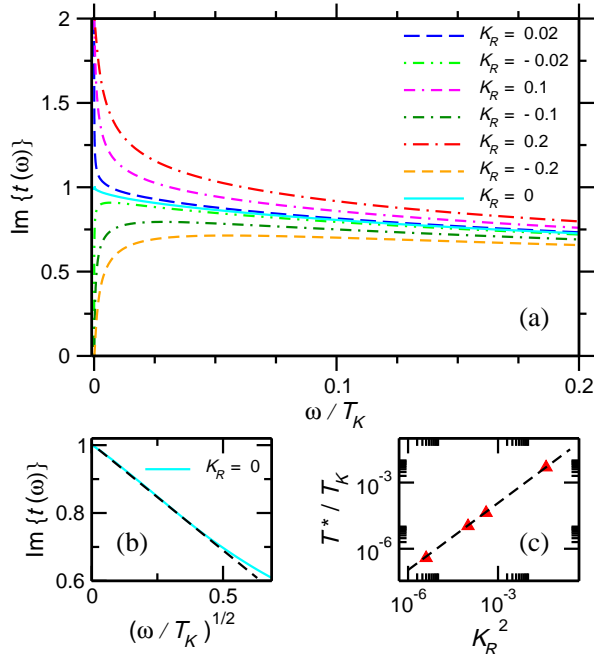 2
1.5
1
0.5
0
Im {t (ω)}
K_R = 0.02
K_R = - 0.02
K_R = 0.1
K_R = - 0.1
K_R = 0.2
K_R = - 0.2
K_R = 0
(a)
0
0.1
0.2
ω / T_K
1
0.8
0.6
Im {t (ω)}
K_R = 0
(b)
0
0.5
(ω / T_K)^{1/2}
T* / T_K
10^{-3}
10^{-6}
(c)
10^{-6}
10^{-3}
K_R^2